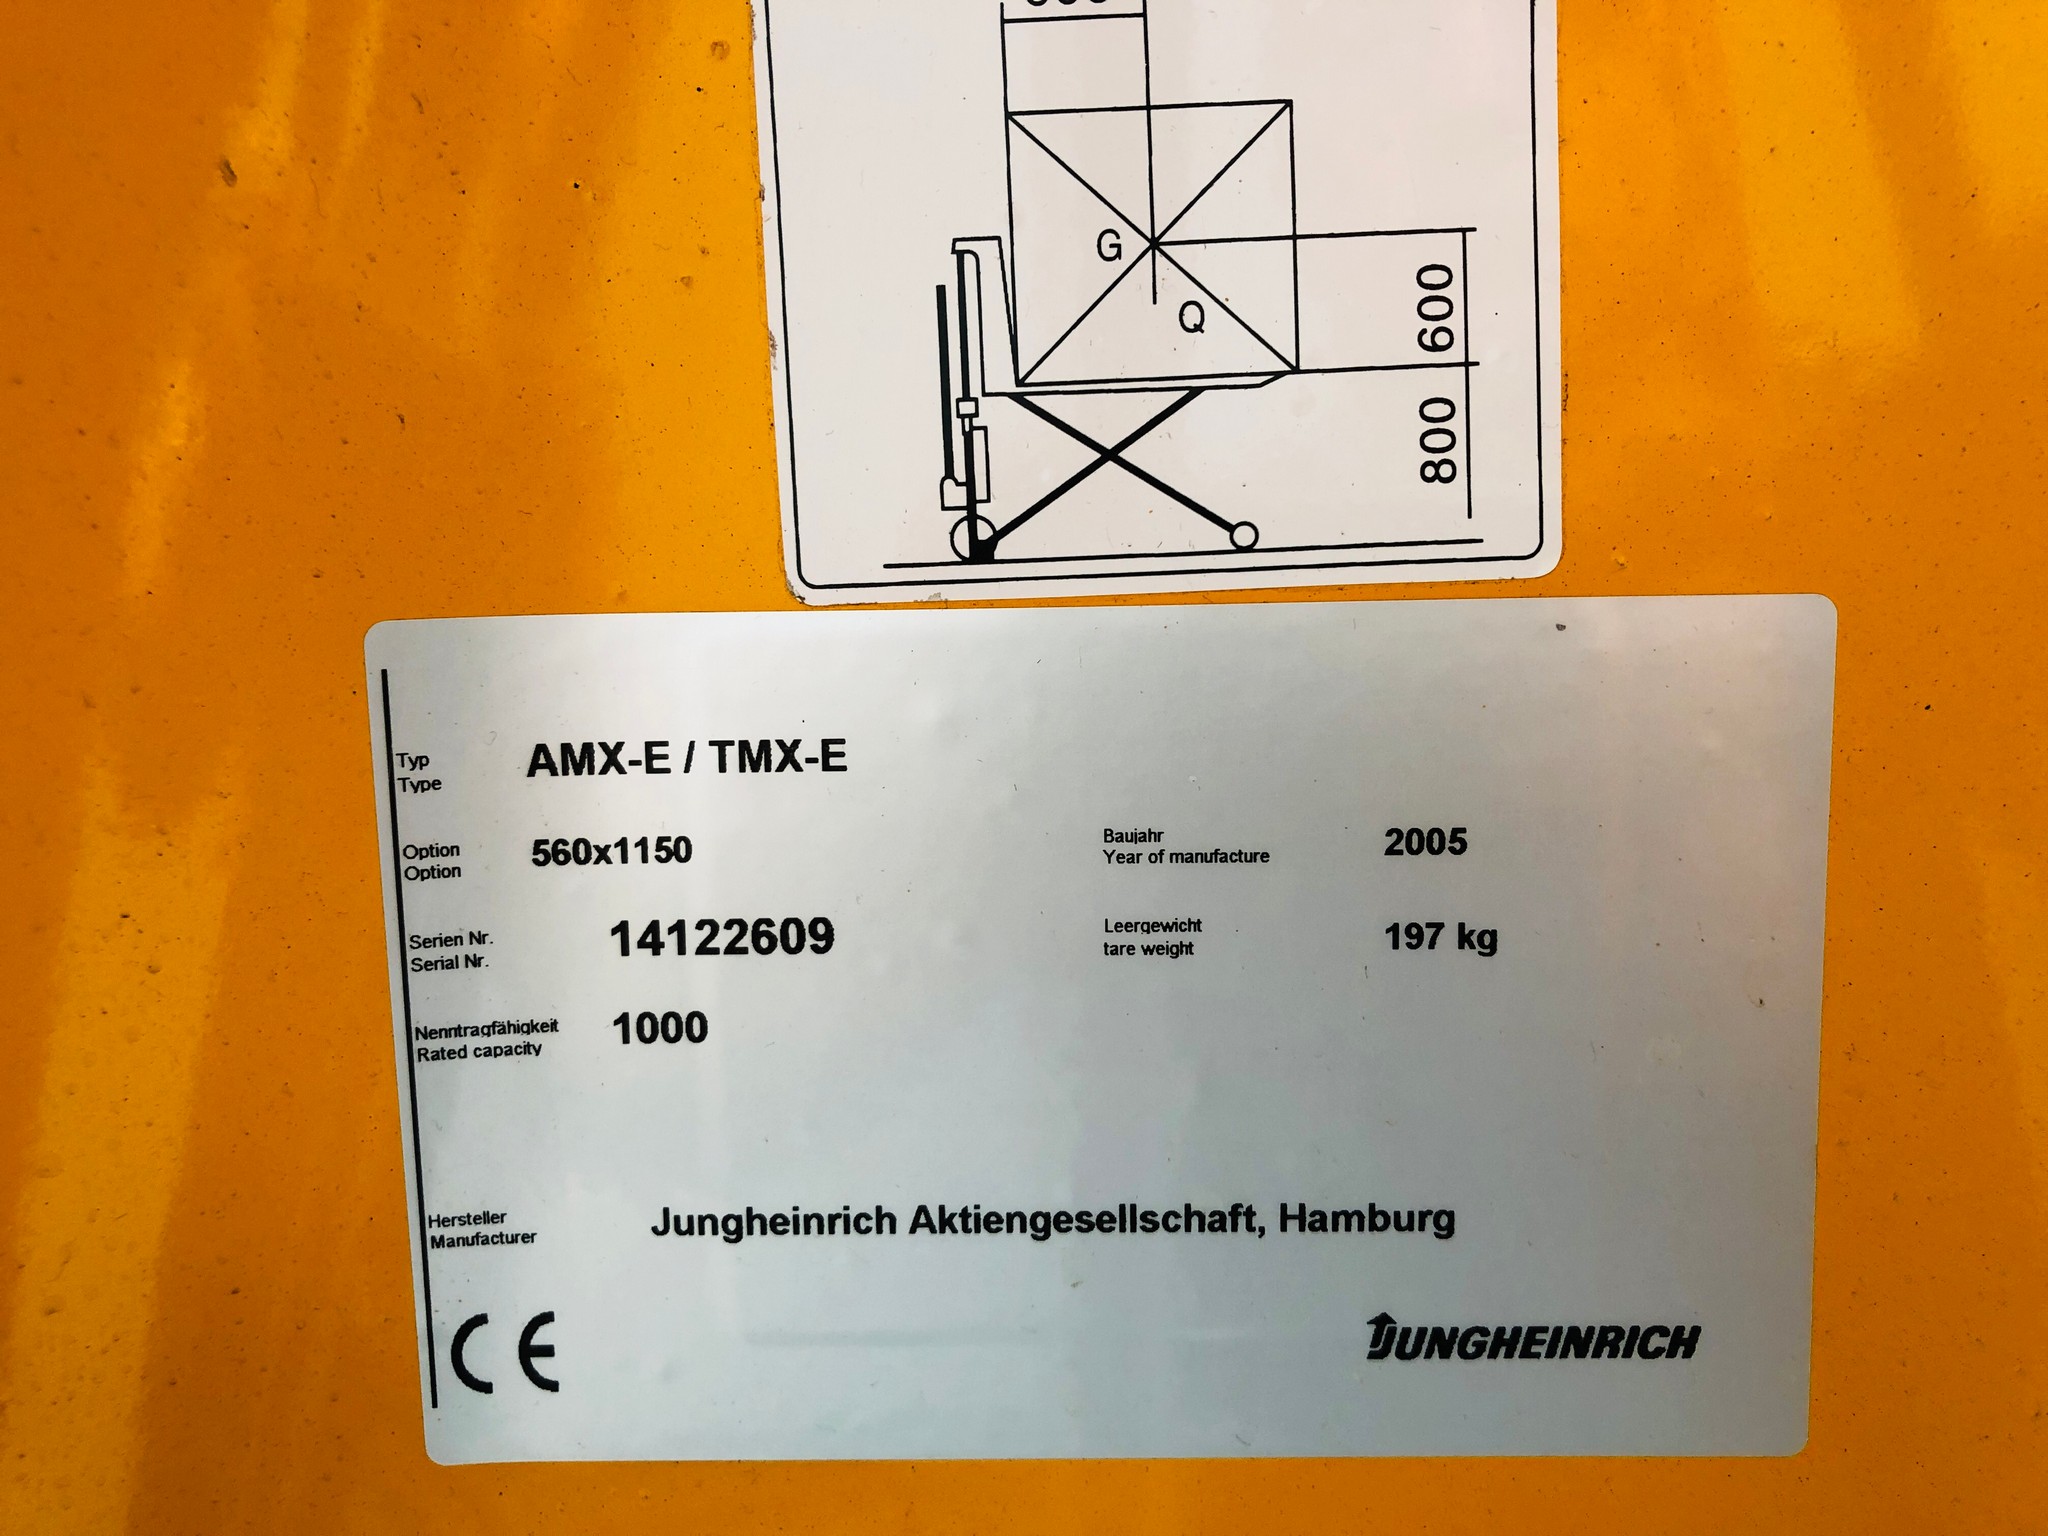 G
Q
600
800
Typ
Type
AMX-E / TMX-E
Option
Option
560x1150
Baujahr
Year of manufacture
2005
Serien Nr.
Serial Nr.
14122609
Leergewicht
tare weight
197 kg
Nenntragfähigkeit
Rated capacity
1000
Hersteller
Manufacturer
Jungheinrich Aktiengesellschaft, Hamburg
CE
JUNGHEINRICH